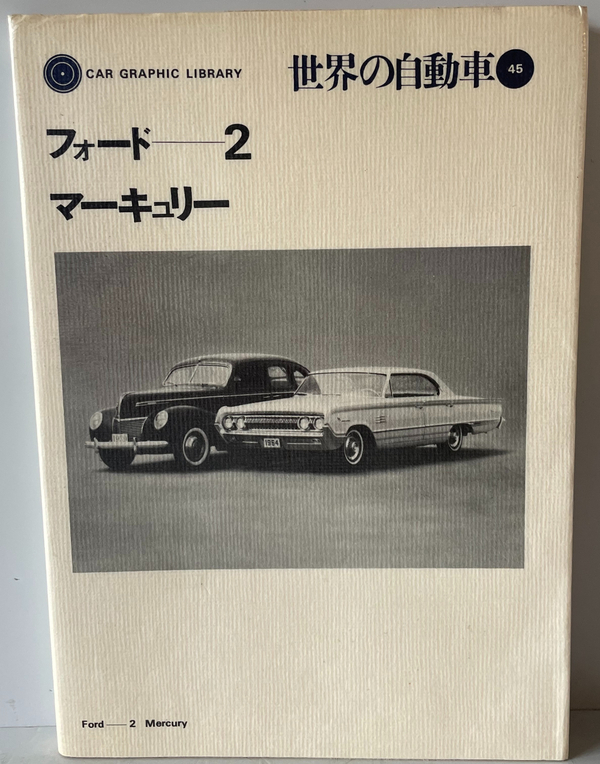 CAR GRAPHIC LIBRARY
世界の自動車 45
フォード——2
マーキュリー
1964
Ford——2 Mercury